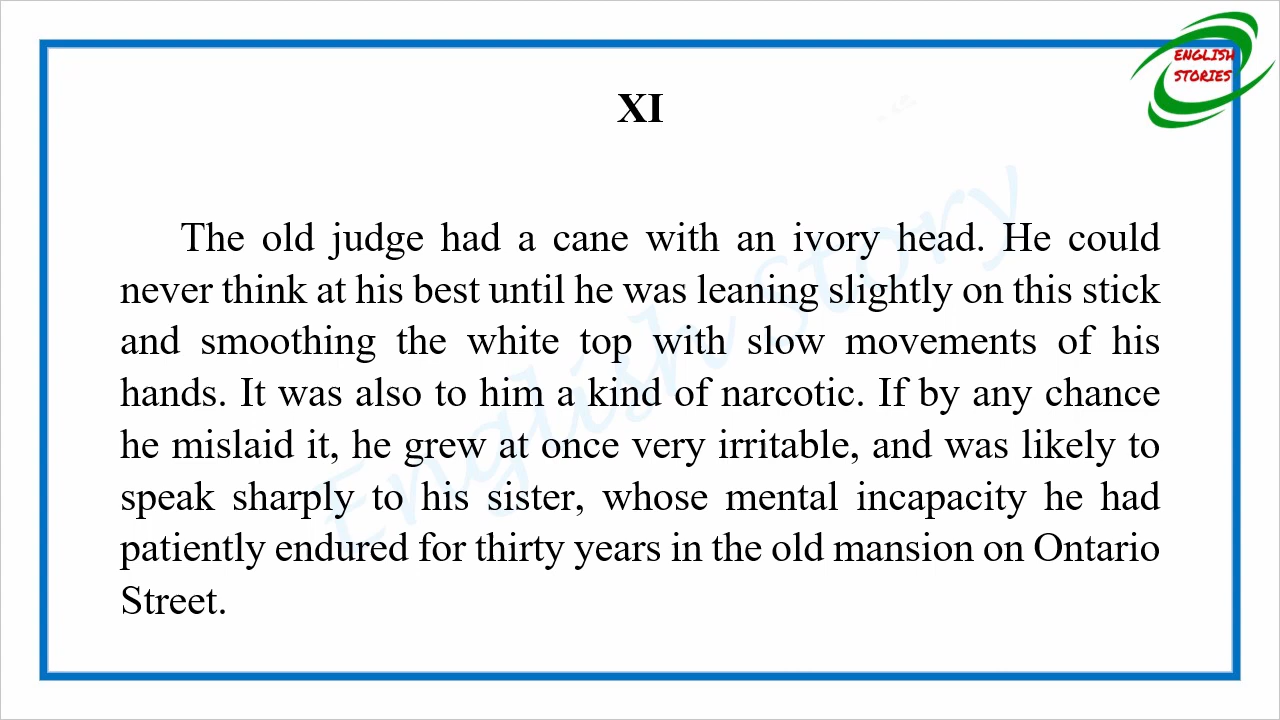 ENGLISH
STORIES
XI
The old judge had a cane with an ivory head. He could
never think at his best until he was leaning slightly on this stick
and smoothing the white top with slow movements of his
hands. It was also to him a kind of narcotic. If by any chance
he mislaid it, he grew at once very irritable, and was likely to
speak sharply to his sister, whose mental incapacity he had
patiently endured for thirty years in the old mansion on Ontario
Street.
English Story